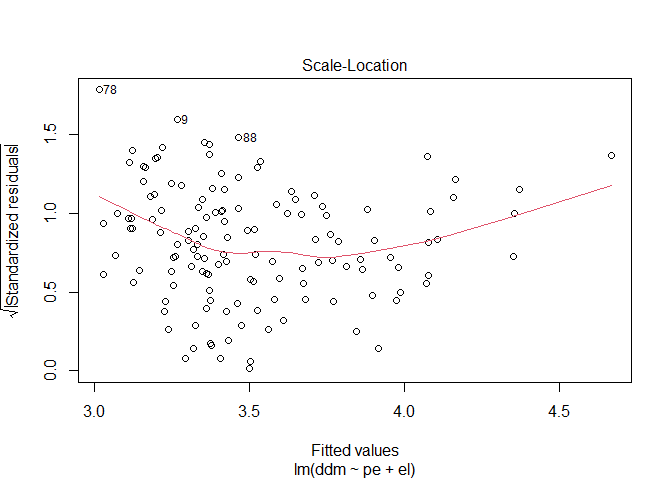 Scale-Location
√|Standardized residuals|
1.5
1.0
0.5
0.0
78
9
88
3.0 3.5 4.0 4.5
Fitted values
lm(ddm ~ pe + el)